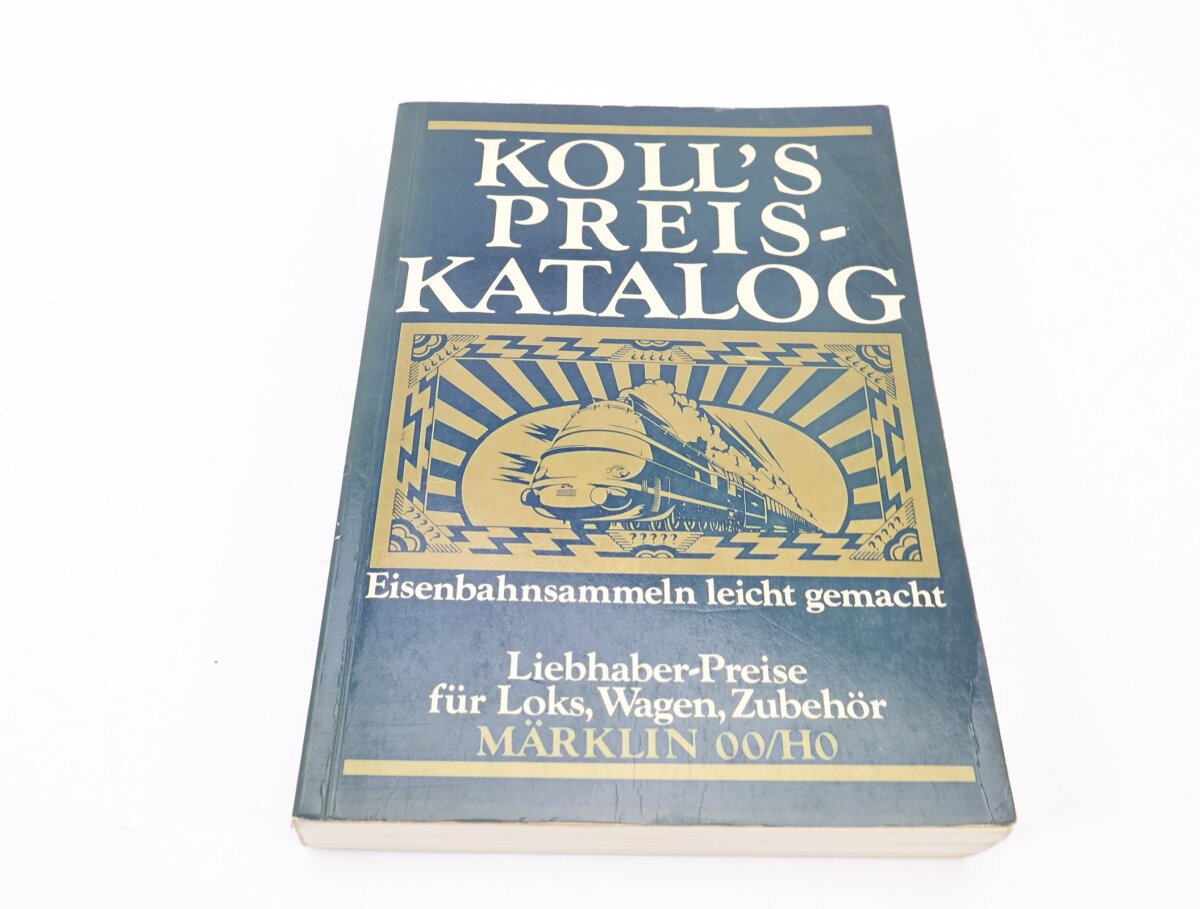 KOLL'S
PREIS-
KATALOG
Eisenbahnsammeln leicht gemacht
Liebhaber-Preise
für Loks, Wagen, Zubehör
MÄRKLIN 00/H0